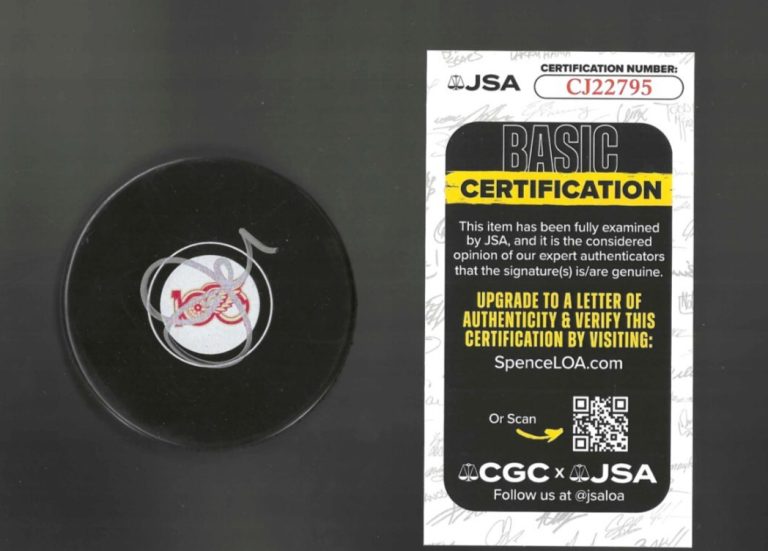 JSA
CERTIFICATION NUMBER:
CJ22795
BASIC
CERTIFICATION
This item has been fully examined
by JSA, and it is the considered
opinion of our expert authenticators
that the signature(s) is/are genuine.
UPGRADE TO A LETTER OF
AUTHENTICITY & VERIFY THIS
CERTIFICATION BY VISITING:
SpenceLOA.com
Or Scan
CGC x JSA
Follow us at @jsaloa
100